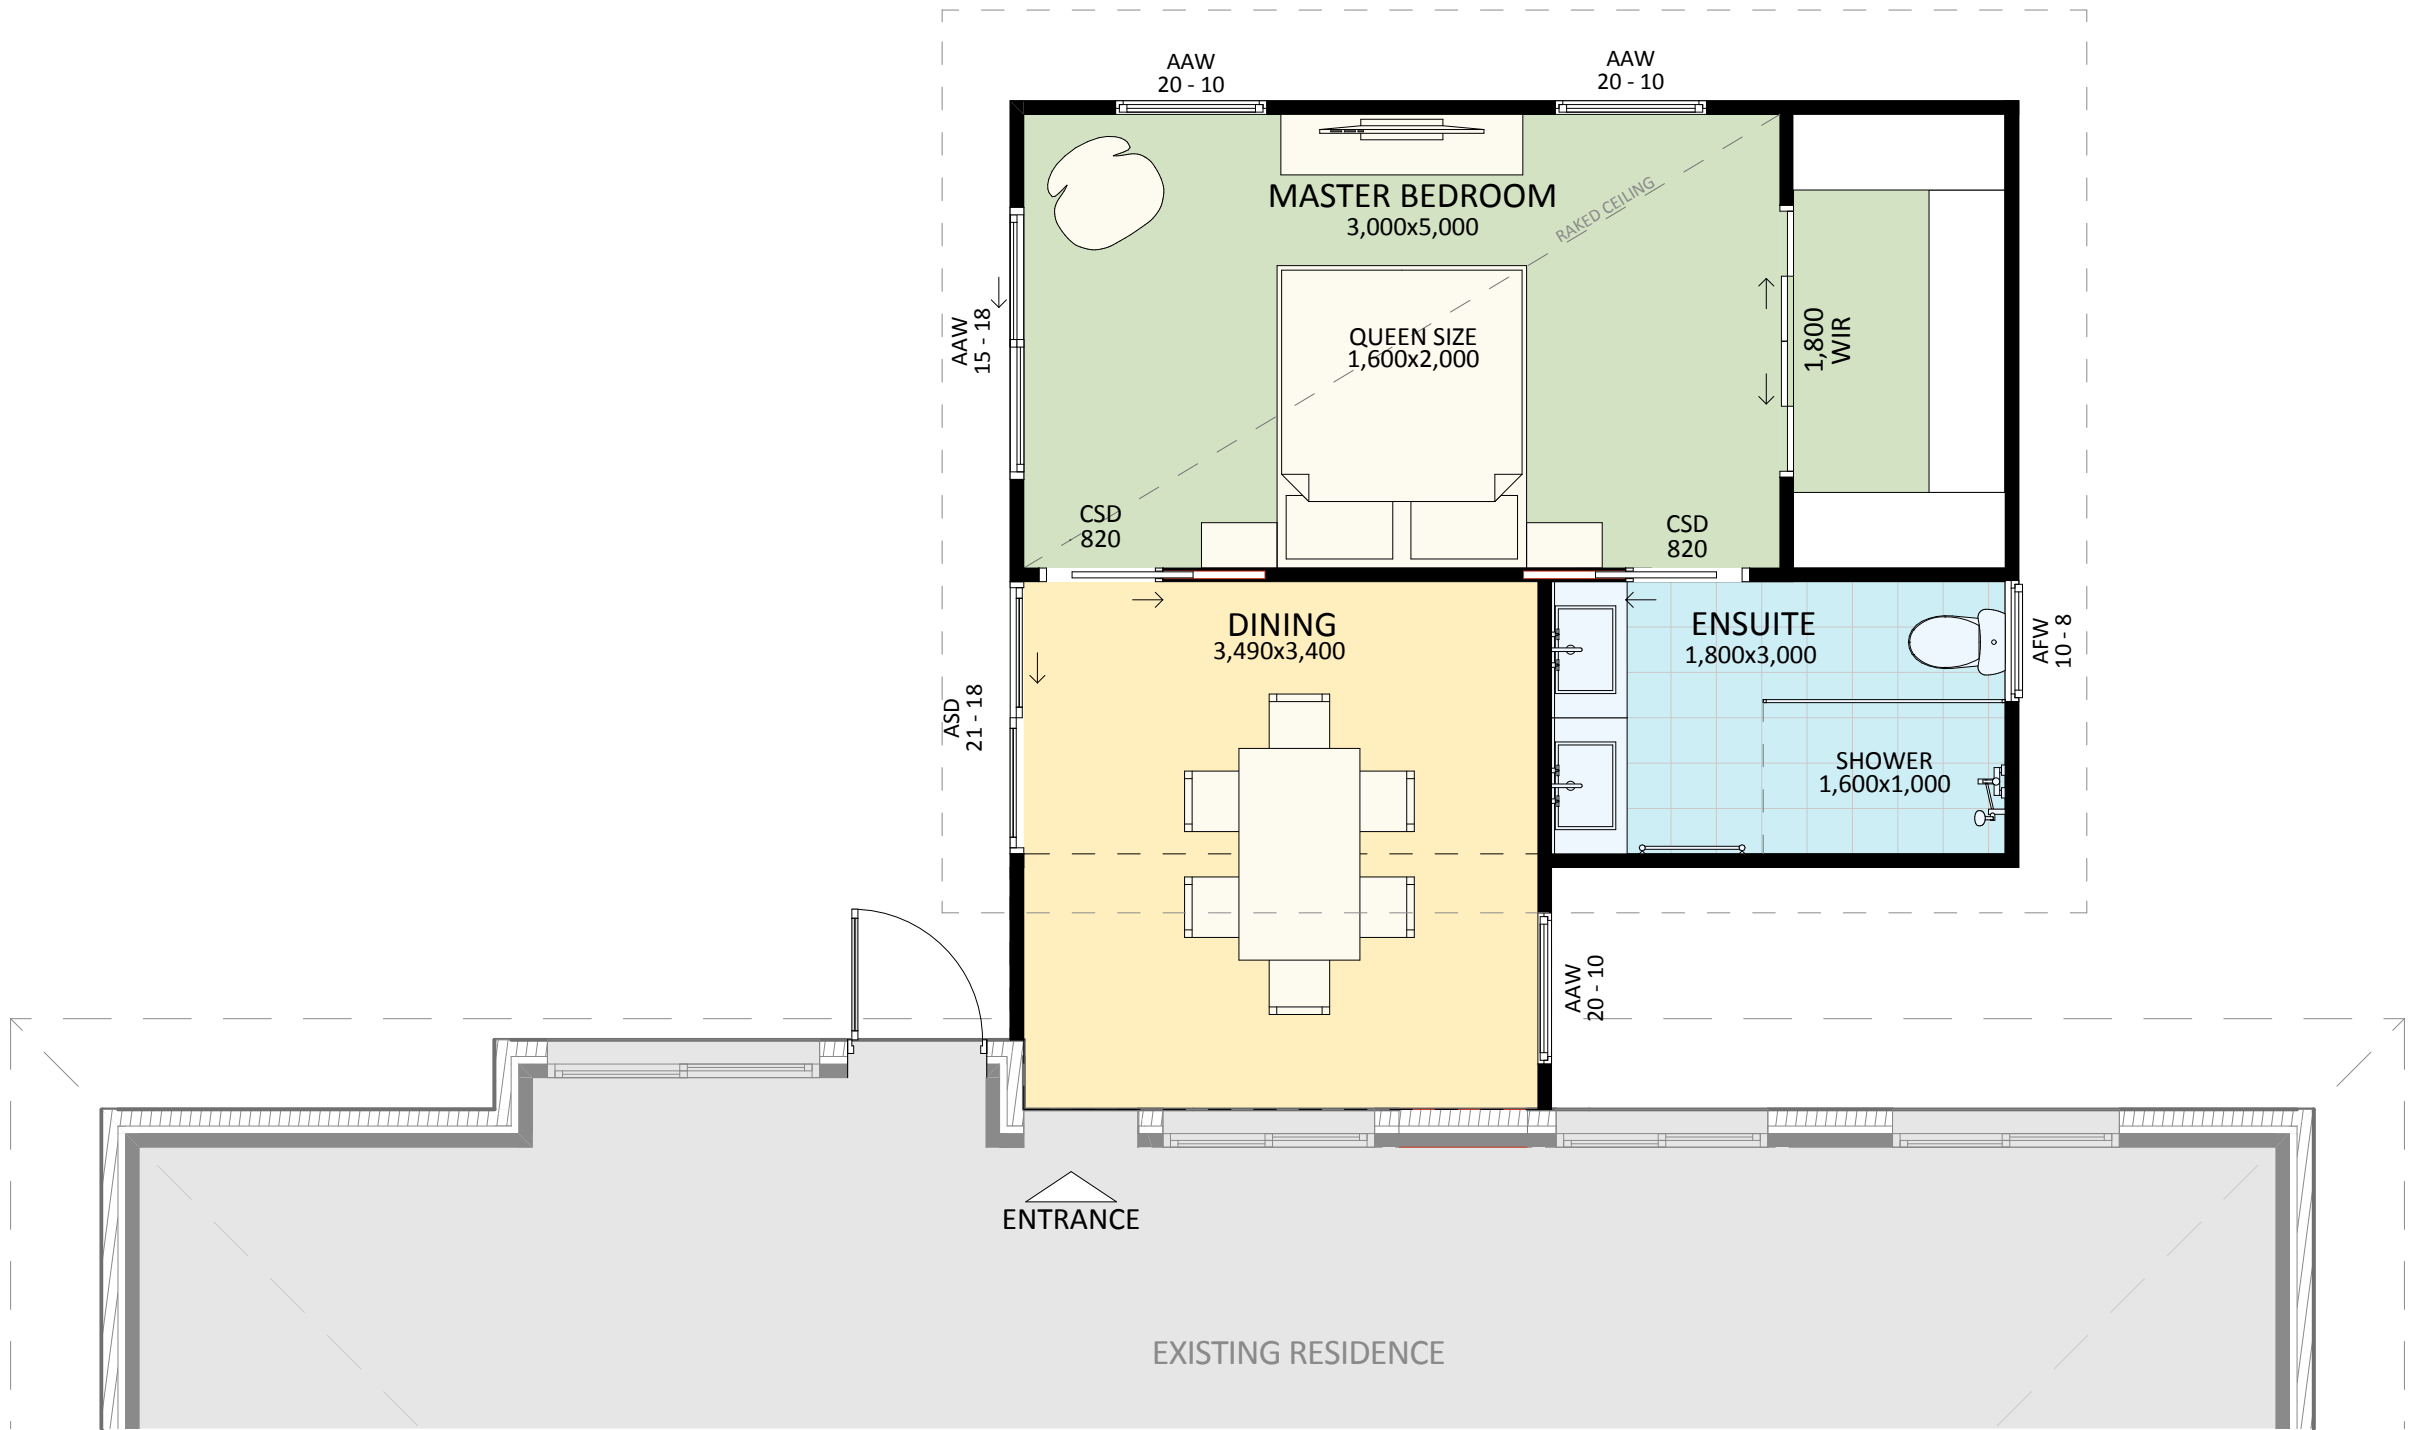 AAW
20 - 10
AAW
20 - 10
MASTER BEDROOM
3,000x5,000
RAKED CEILING
AAW
15 - 18
QUEEN SIZE
1,600x2,000
1,800
WIR
CSD
820
CSD
820
DINING
3,490x3,400
ENSUITE
1,800x3,000
AFW
10 - 8
ASD
21 - 18
SHOWER
1,600x1,000
AAW
20 - 10
ENTRANCE
EXISTING RESIDENCE